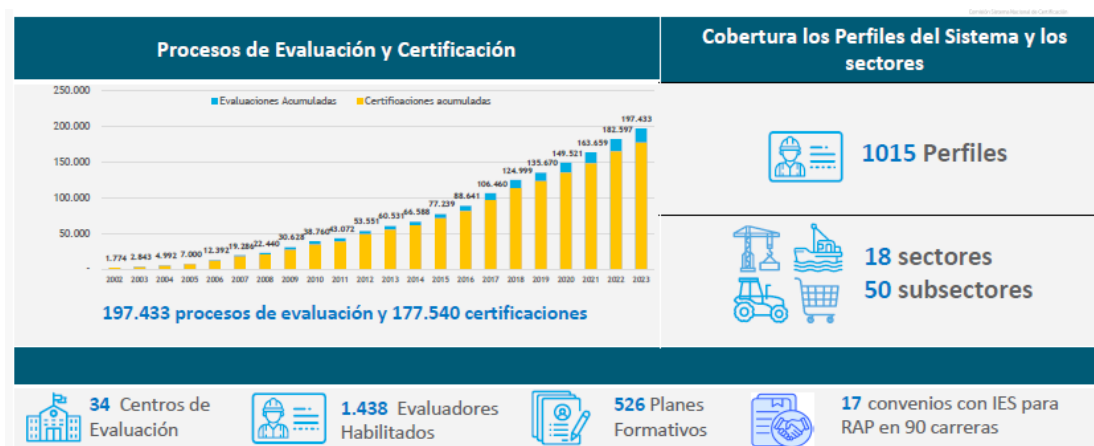 Comisión Sistema Nacional de Certificación
Procesos de Evaluación y Certificación
Cobertura los Perfiles del Sistema y los
sectores
250.000
200.000
150.000
100.000
50.000
-
Evaluaciones Acumuladas
Certificaciones acumuladas
1.774
2.843
4.992
7.000
12.392
19.286
22.440
30.628
38.760
43.072
53.551
60.531
66.588
77.239
88.641
106.460
124.999
135.670
149.521
163.659
182.597
197.433
2002 2003 2004 2005 2006 2007 2008 2009 2010 2011 2012 2013 2014 2015 2016 2017 2018 2019 2020 2021 2022 2023
197.433 procesos de evaluación y 177.540 certificaciones
1015 Perfiles
18 sectores
50 subsectores
34 Centros de
Evaluación
1.438 Evaluadores
Habilitados
526 Planes
Formativos
17 convenios con IES para
RAP en 90 carreras